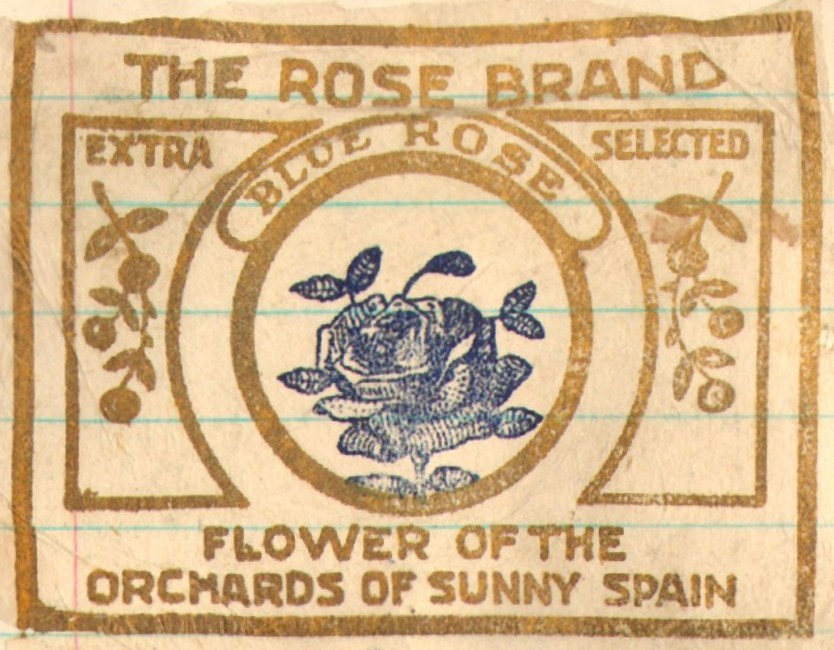 THE ROSE BRAND
EXTRA
BLUE ROSE
SELECTED
FLOWER OF THE
ORCHARDS OF SUNNY SPAIN